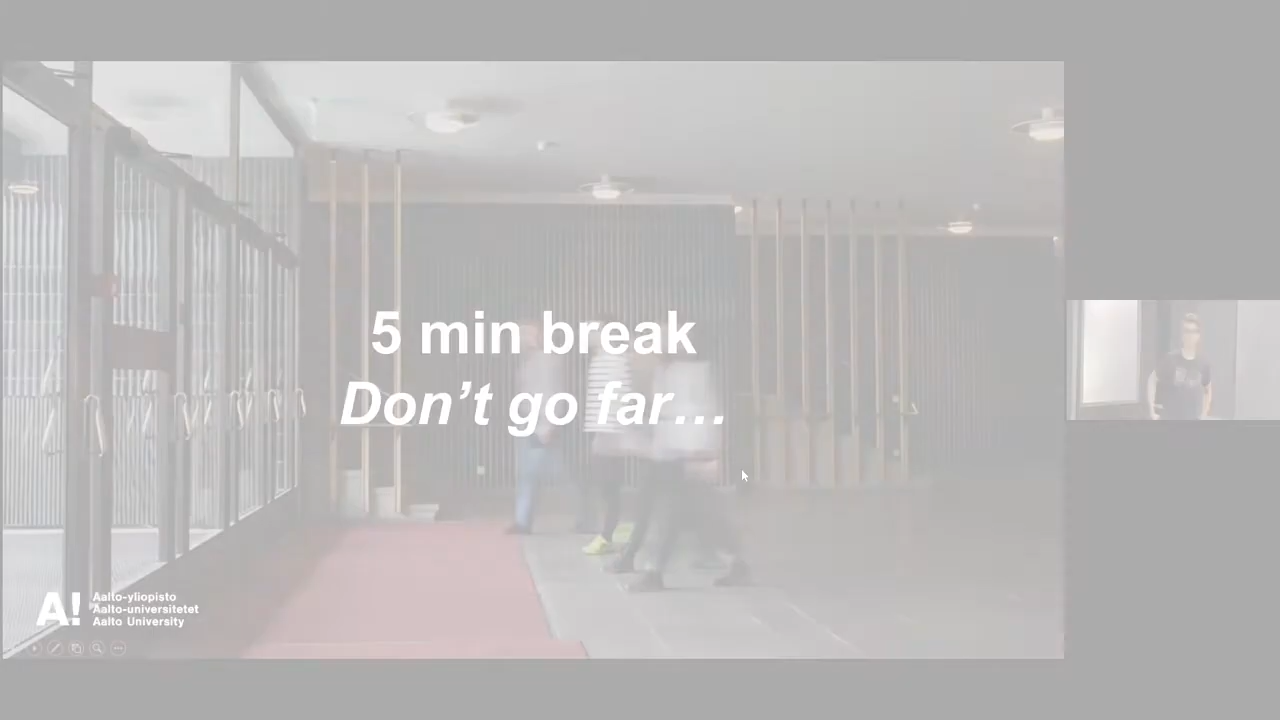 5 min break
Don't go far...
A!
Aalto-yliopisto
Aalto-universitetet
Aalto University